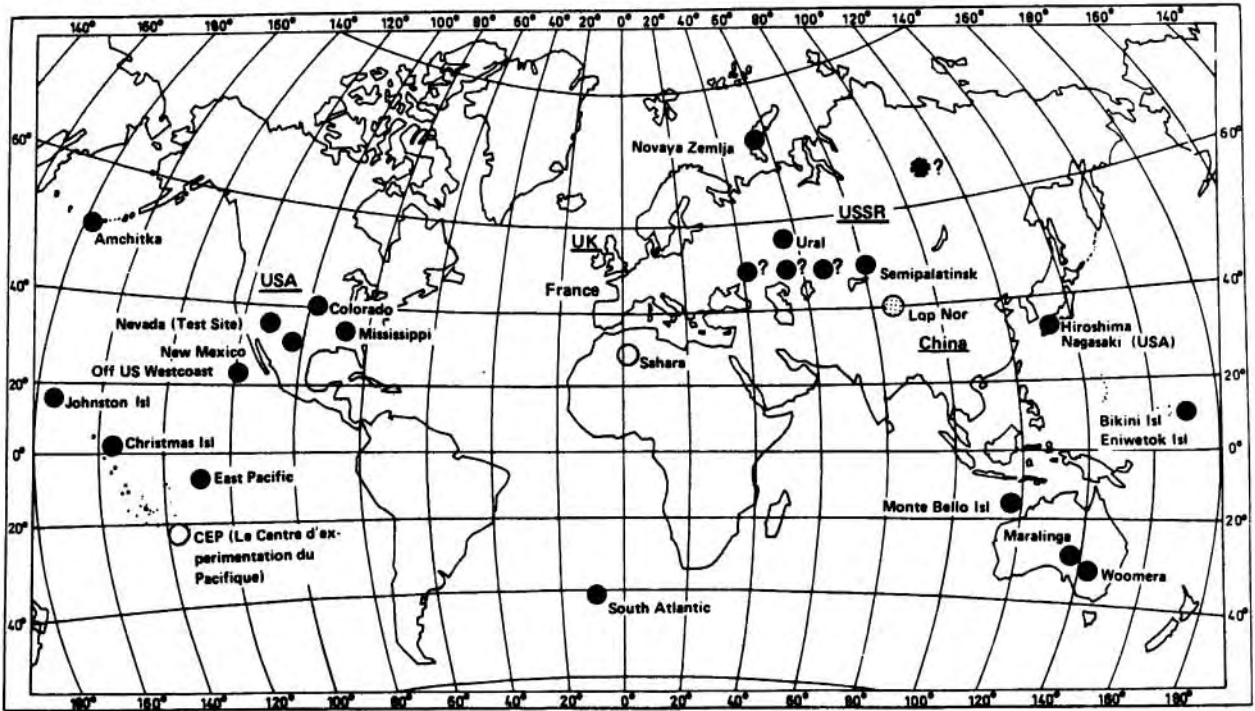 140° 160° 180° 160° 140° 120° 100° 80° 60° 40° 20° 0° 20° 40° 60° 80° 100° 120° 140° 160° 180° 160° 140°
60°
60°
Novaya Zemlja
?
USSR
Amchitka
UK
Ural
? ? ?
Semipalatinsk
40°
40°
USA
France
Colorado
Lop Nor
Nevada (Test Site)
Mississippi
Hiroshima
Nagasaki (USA)
China
New Mexico
Sahara
Off US Westcoast
20°
20°
Johnston Isl
Bikini Isl
Eniwetok Isl
Christmas Isl
0°
0°
East Pacific
Monte Bello Isl
20°
20°
CEP (Le Centre d'ex-
perimentation du
Pacifique)
Maralinga
Woomera
South Atlantic
40°
40°
180° 160° 140° 120° 100° 80° 60° 40° 20° 0° 20° 40° 60° 80° 100° 120° 140° 160° 180°